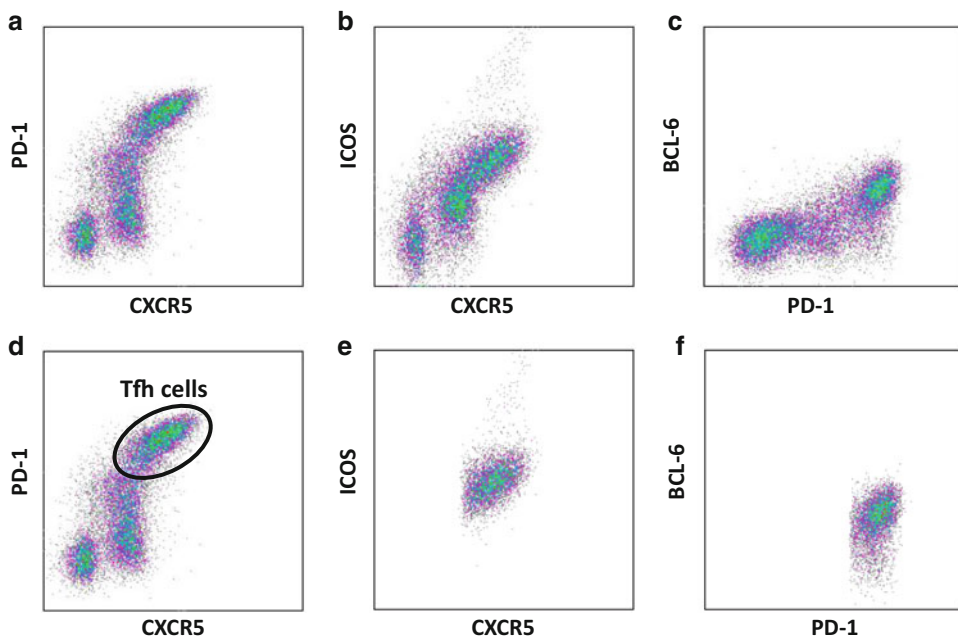 a
b
c
PD-1
ICOS
BCL-6
CXCR5
CXCR5
PD-1
d
e
f
Tfh cells
PD-1
ICOS
BCL-6
CXCR5
CXCR5
PD-1